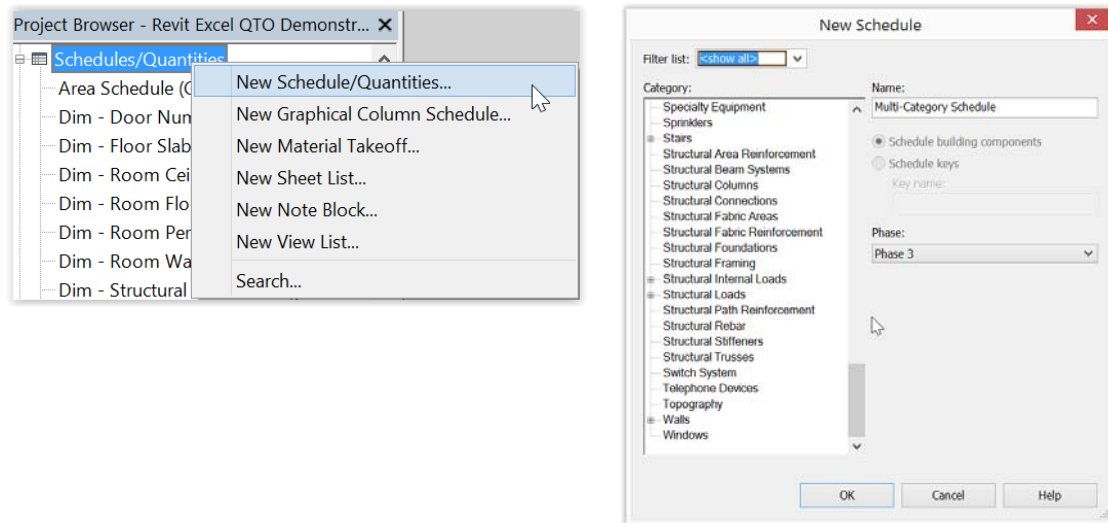 Project Browser - Revit Excel QTO Demonstr...
Schedules/Quantities
Area Schedule (
Dim - Door Num
Dim - Floor Slab
Dim - Room Cei
Dim - Room Flo
Dim - Room Per
Dim - Room Wa
Dim - Structural
New Schedule/Quantities...
New Graphical Column Schedule...
New Material Takeoff...
New Sheet List...
New Note Block...
New View List...
Search...
New Schedule
Filter list: <show all>
Category:
Specialty Equipment
Sprinklers
Stairs
Structural Area Reinforcement
Structural Beam Systems
Structural Columns
Structural Connections
Structural Fabric Areas
Structural Fabric Reinforcement
Structural Foundations
Structural Framing
Structural Internal Loads
Structural Loads
Structural Path Reinforcement
Structural Rebar
Structural Stiffeners
Structural Trusses
Switch System
Telephone Devices
Topography
Walls
Windows
Name:
Multi-Category Schedule
Schedule building components
Schedule keys
Key name:
Phase:
Phase 3
OK
Cancel
Help